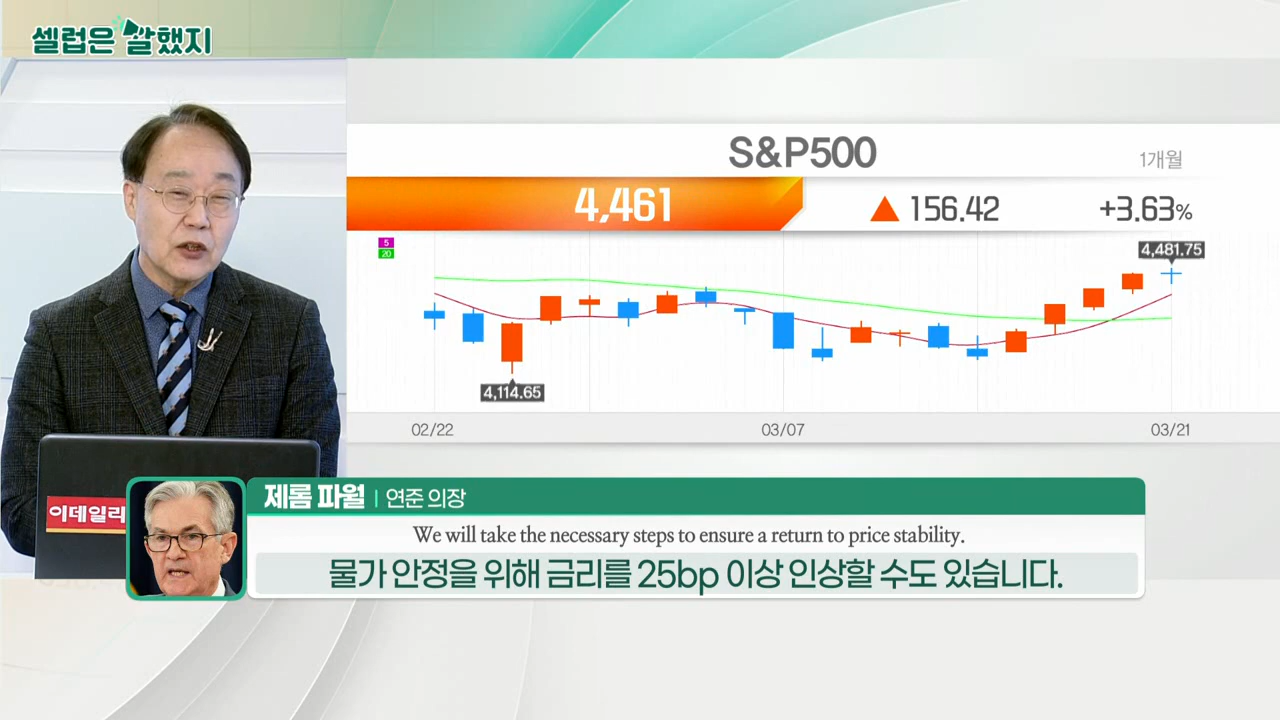 셀럽은 말했지
S&P500
1개월
4,461
▲ 156.42
+3.63%
5
20
4,481.75
4,114.65
02/22
03/07
03/21
이데일리
제롬 파월 | 연준 의장
We will take the necessary steps to ensure a return to price stability.
물가 안정을 위해 금리를 25bp 이상 인상할 수도 있습니다.